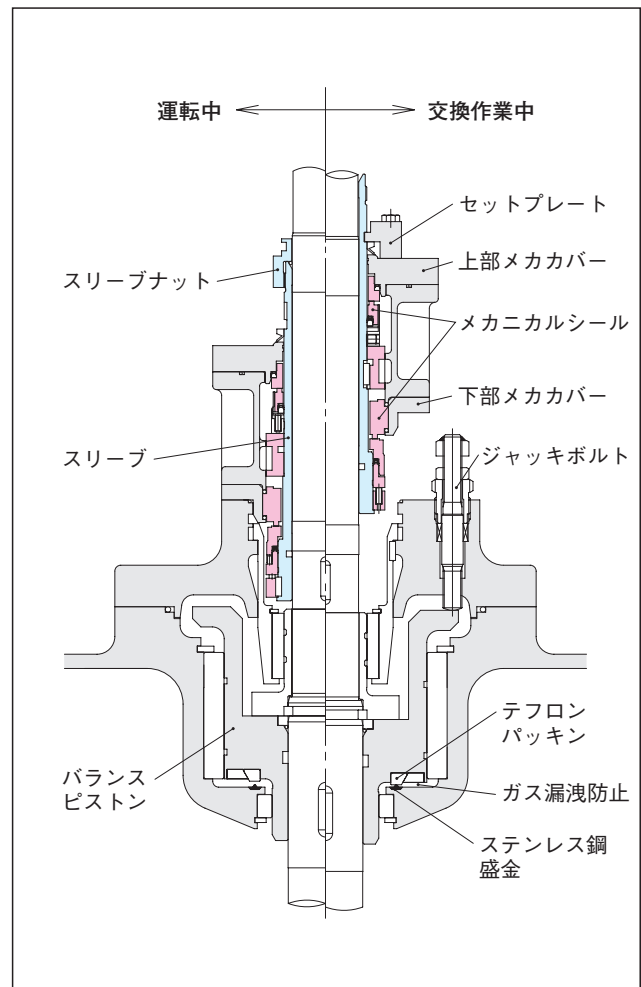 運転中
交換作業中
セットプレート
上部メカカバー
スリーブナット
メカニカルシール
下部メカカバー
スリーブ
ジャッキボルト
テフロン
パッキン
バランス
ピストン
ガス漏洩防止
ステンレス鋼
盛金